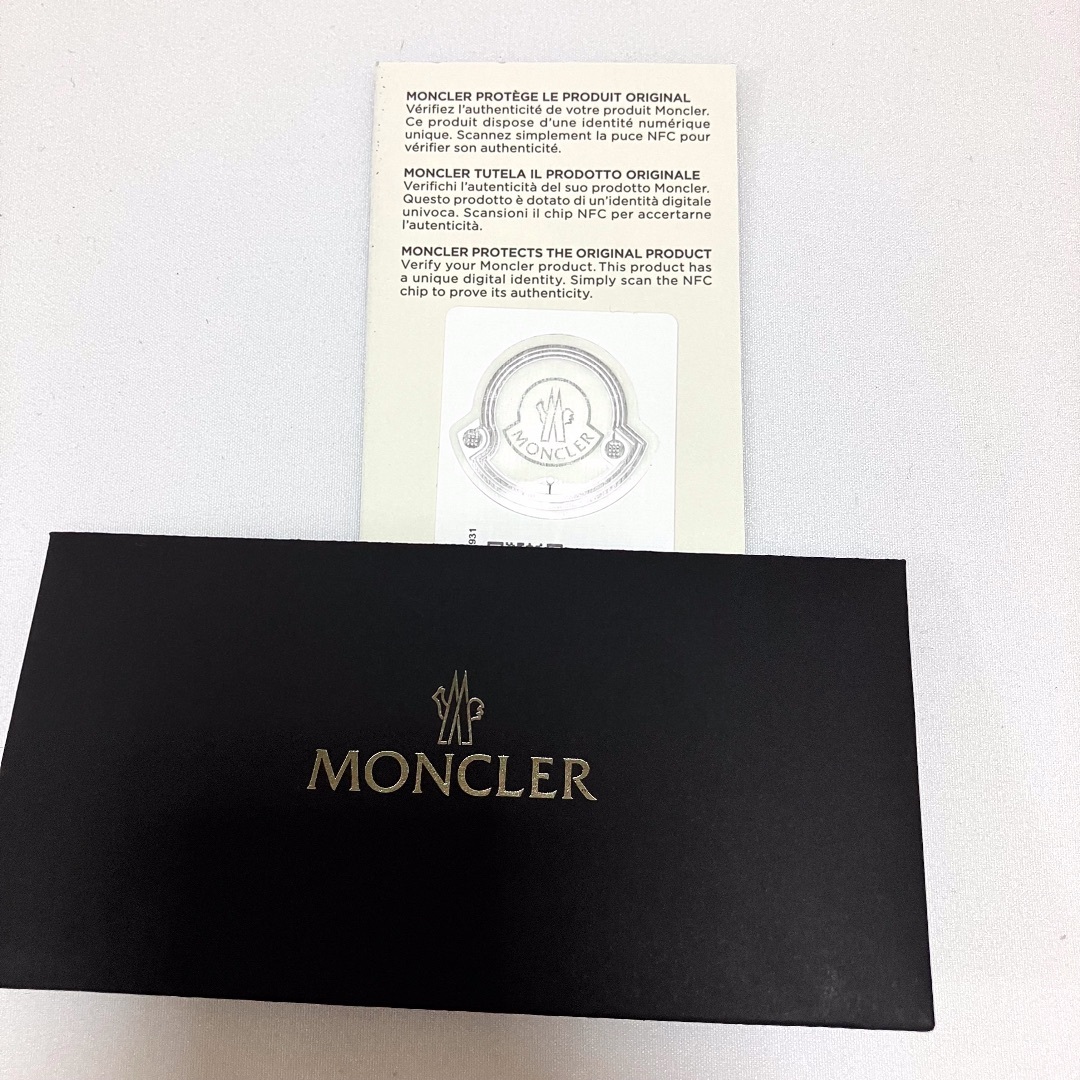 MONCLER PROTÈGE LE PRODUIT ORIGINAL
Vérifiez l'authenticité de votre produit Moncler.
Ce produit dispose d'une identité numérique
unique. Scannez simplement la puce NFC pour
vérifier son authenticité.
MONCLER TUTELA IL PRODOTTO ORIGINALE
Verifichi l'autenticità del suo prodotto Moncler.
Questo prodotto è dotato di un'identità digitale
univoca. Scansioni il chip NFC per accertarne
l'autenticità.
MONCLER PROTECTS THE ORIGINAL PRODUCT
Verify your Moncler product. This product has
a unique digital identity. Simply scan the NFC
chip to prove its authenticity.
MONCLER
931
MONCLER